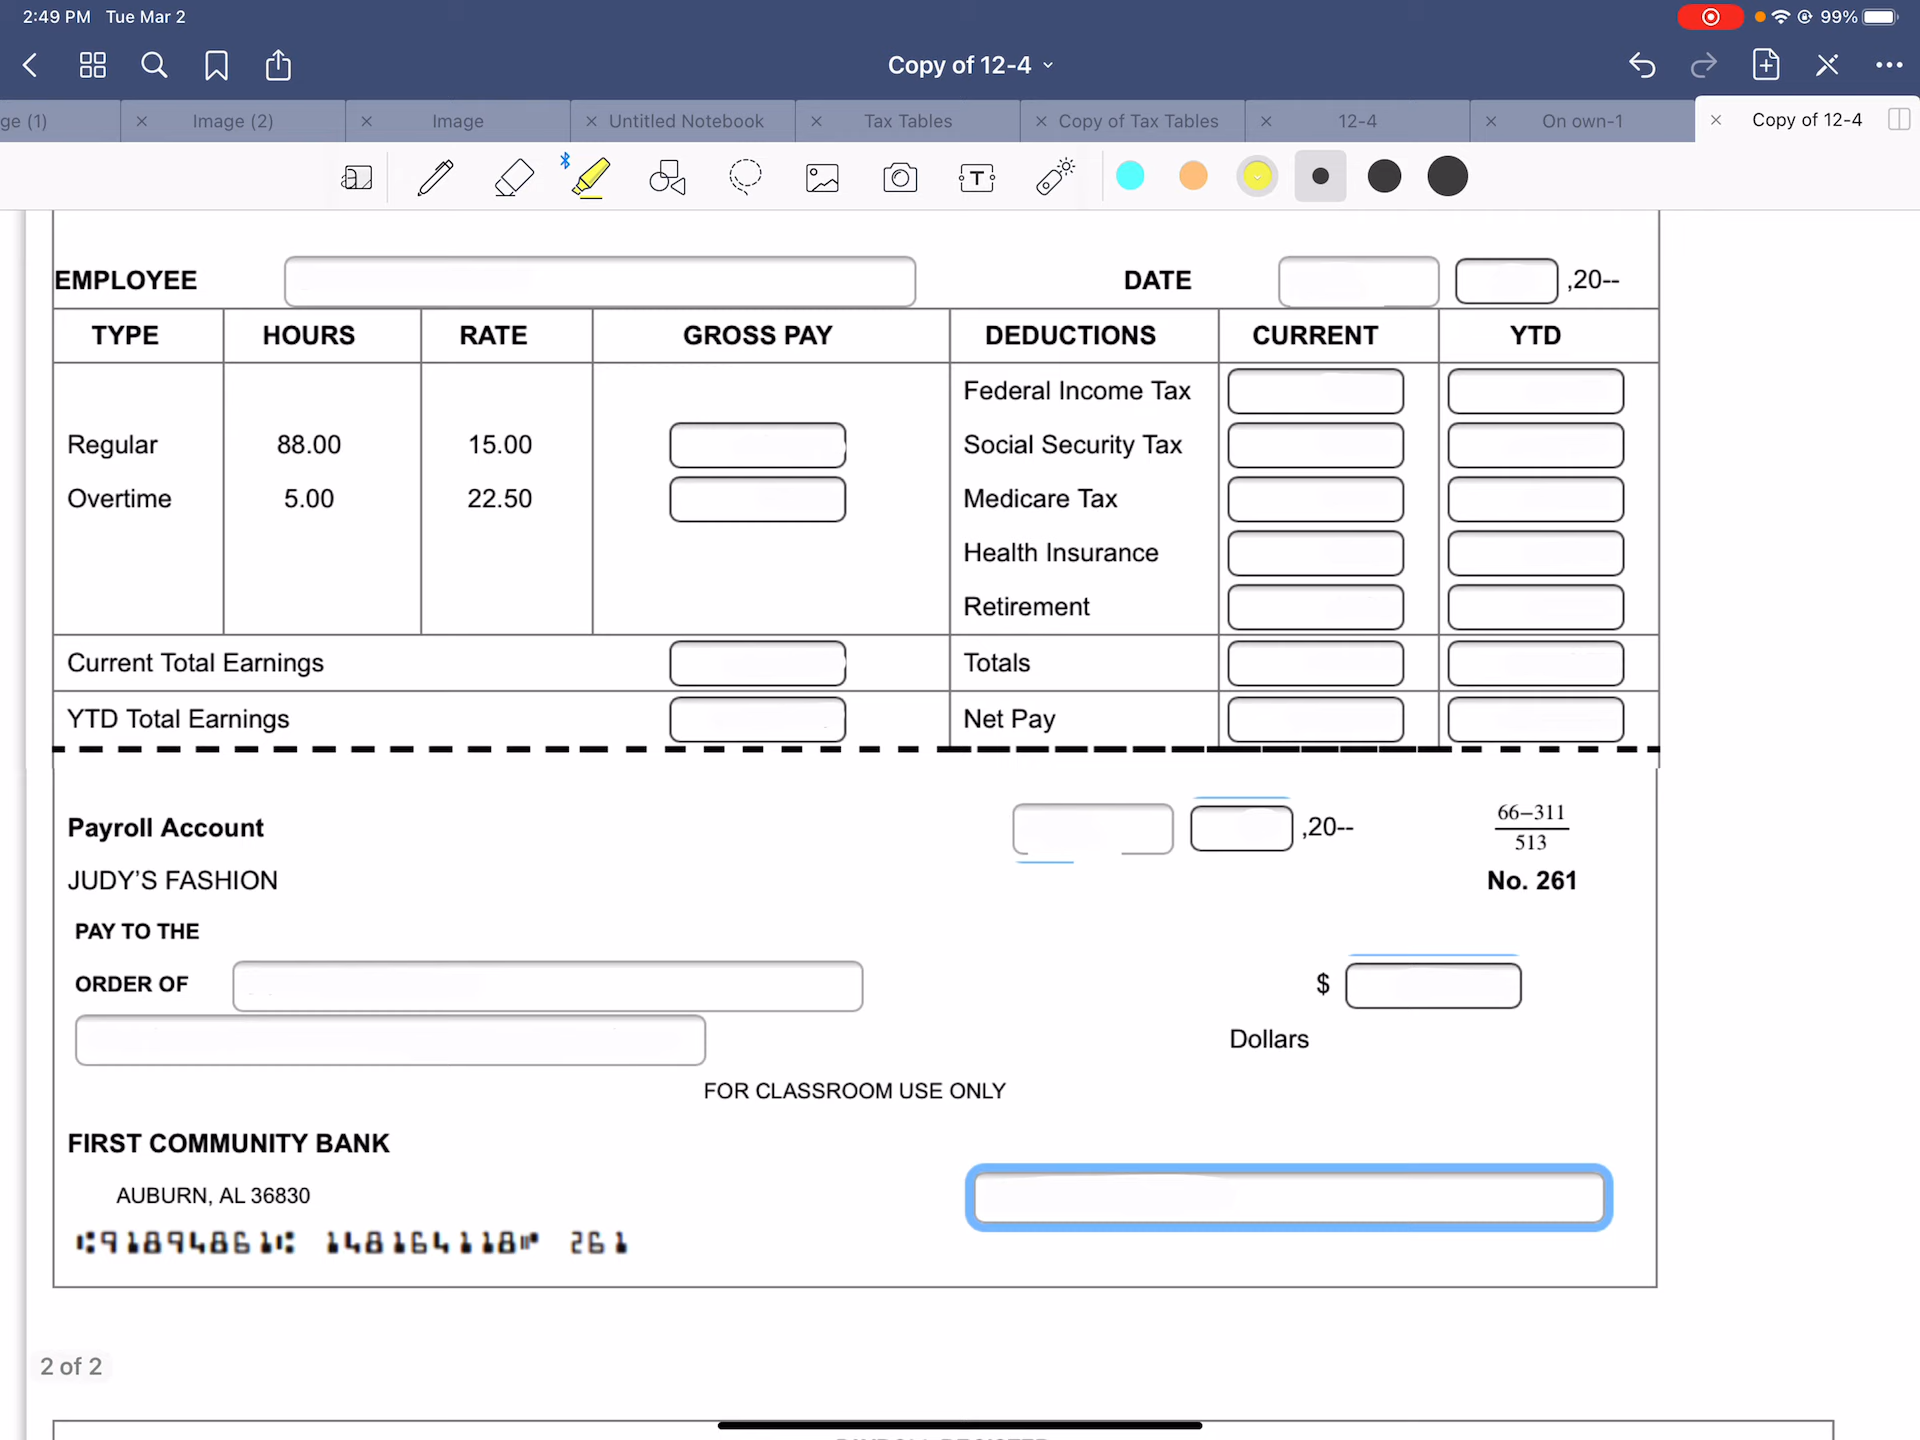 2:49 PM Tue Mar 2
99%
Copy of 12-4
ge (1)
Image (2)
Image
Untitled Notebook
Tax Tables
Copy of Tax Tables
12-4
On own-1
Copy of 12-4
EMPLOYEE DATE ,20--
TYPE HOURS RATE GROSS PAY DEDUCTIONS CURRENT YTD
Federal Income Tax
Regular 88.00 15.00 Social Security Tax
Overtime 5.00 22.50 Medicare Tax
Health Insurance
Retirement
Current Total Earnings Totals
YTD Total Earnings Net Pay
Payroll Account ,20-- 66–311
513
JUDY'S FASHION No. 261
PAY TO THE
ORDER OF $
Dollars
FOR CLASSROOM USE ONLY
FIRST COMMUNITY BANK
AUBURN, AL 36830
⑆91894861⑆ 148164118⑈ 261
2 of 2